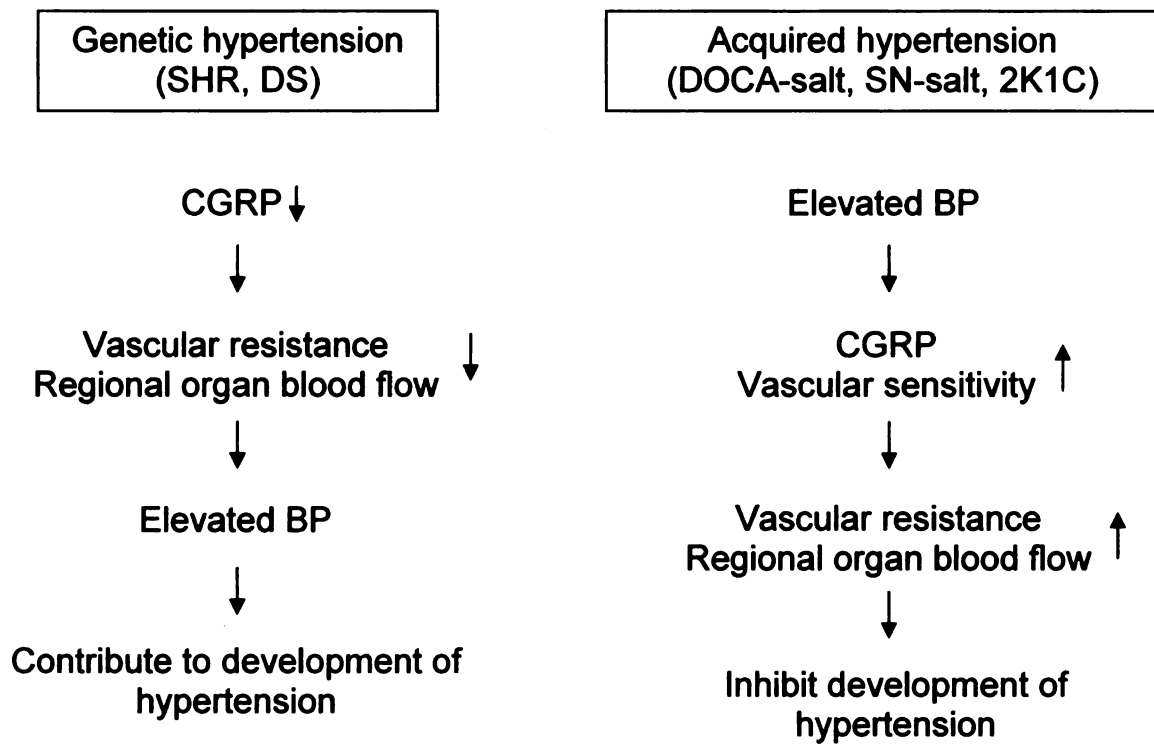 Genetic hypertension
(SHR, DS)
CGRP↓
↓
Vascular resistance
Regional organ blood flow ↓
↓
Elevated BP
↓
Contribute to development of
hypertension
Acquired hypertension
(DOCA-salt, SN-salt, 2K1C)
Elevated BP
↓
CGRP
Vascular sensitivity ↑
↓
Vascular resistance
Regional organ blood flow ↑
↓
Inhibit development of
hypertension